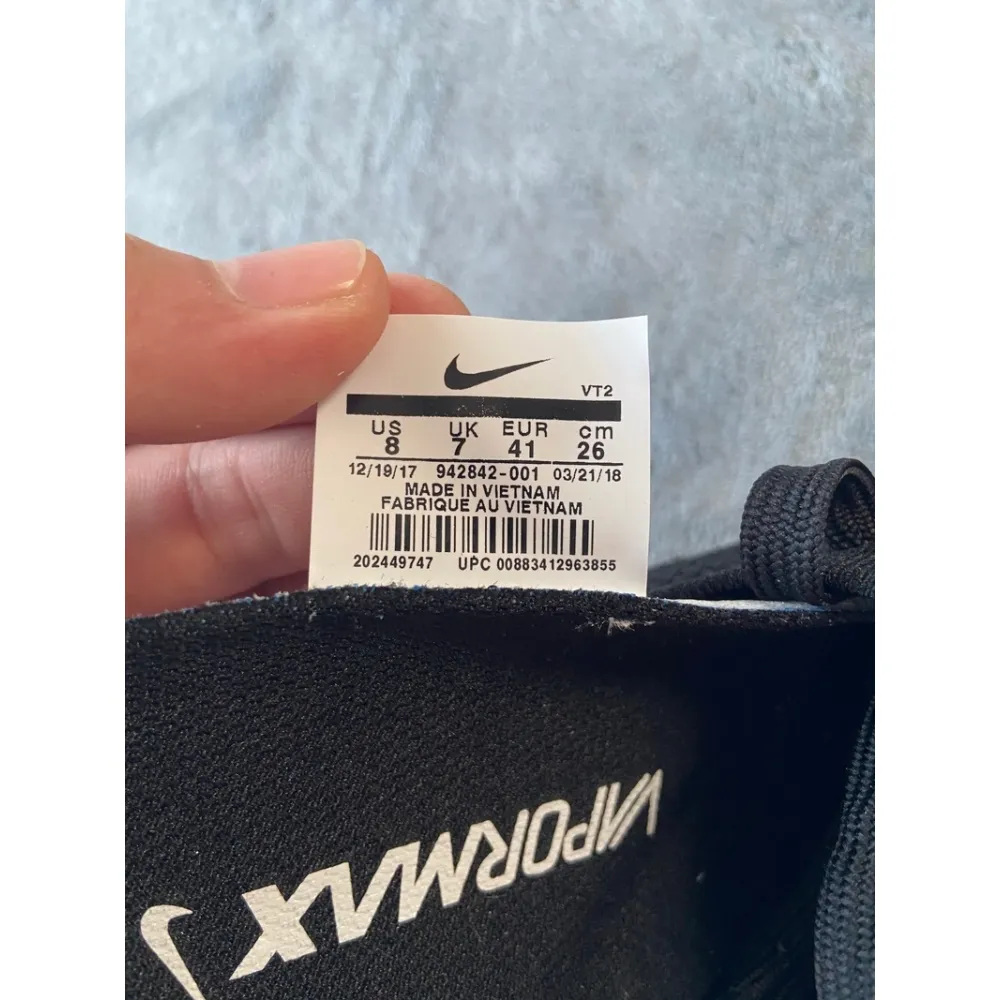 VT2
US UK EUR cm
8 7 41 26
12/19/17 942842-001 03/21/18
MADE IN VIETNAM
FABRIQUE AU VIETNAM
202449747 UPC 00883412963855
VAPORMAX